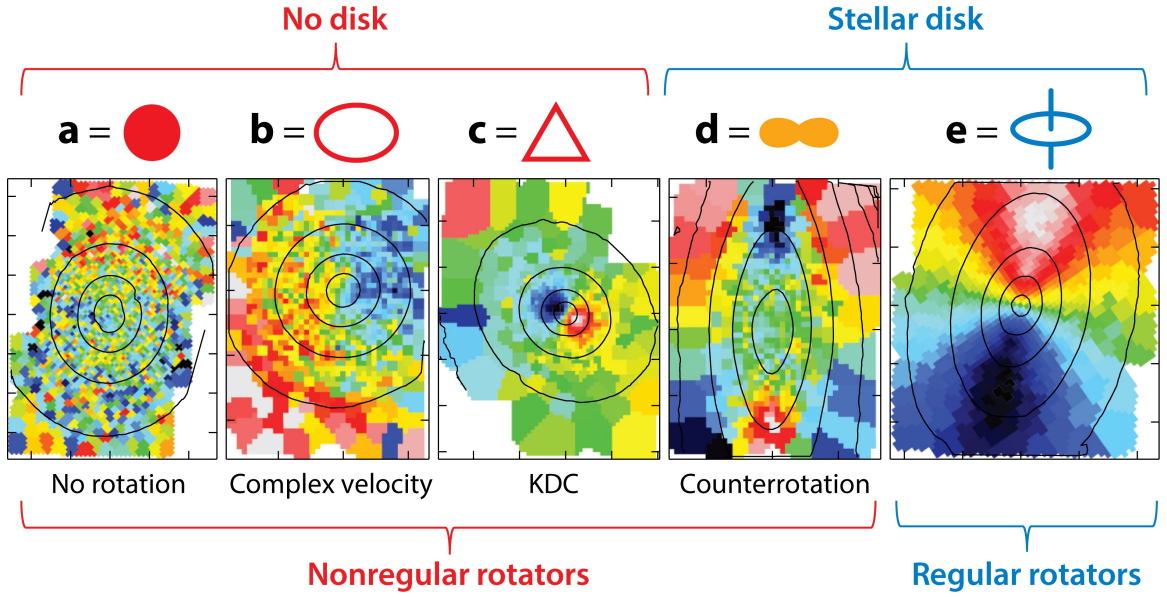 No disk
Stellar disk
a =
b =
c =
d =
e =
No rotation
Complex velocity
KDC
Counterrotation
Nonregular rotators
Regular rotators